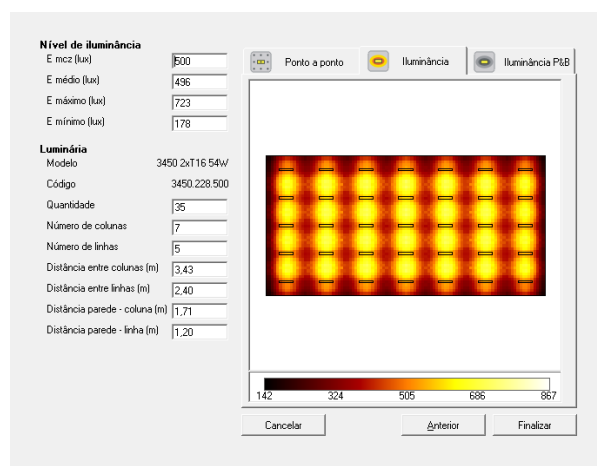 Nível de iluminância
E mcz (lux) 500
E médio (lux) 496
E máximo (lux) 723
E mínimo (lux) 178
Luminária
Modelo 3450 2xT16 54W
Código 3450.228.500
Quantidade 35
Número de colunas 7
Número de linhas 5
Distância entre colunas (m) 3,43
Distância entre linhas (m) 2,40
Distância parede - coluna (m) 1,71
Distância parede - linha (m) 1,20
Ponto a ponto Iluminância Iluminância P&B
142 324 505 686 867
Cancelar Anterior Finalizar